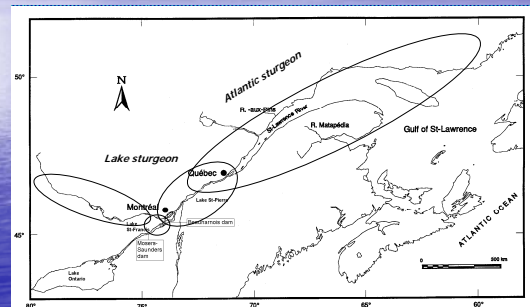 50°
N
Atlantic sturgeon
R. -aux-pins
St-Lawrence River
R. Matapédia
Gulf of St-Lawrence
Lake sturgeon
Québec
Lake St-Pierre
Montréal
Beauharnois dam
Lake
St-Francis
Moses-
Saunders
dam
45°
ATLANTIC OCEAN
Lake
Ontario
0
300 km
80°
75°
70°
65°
60°